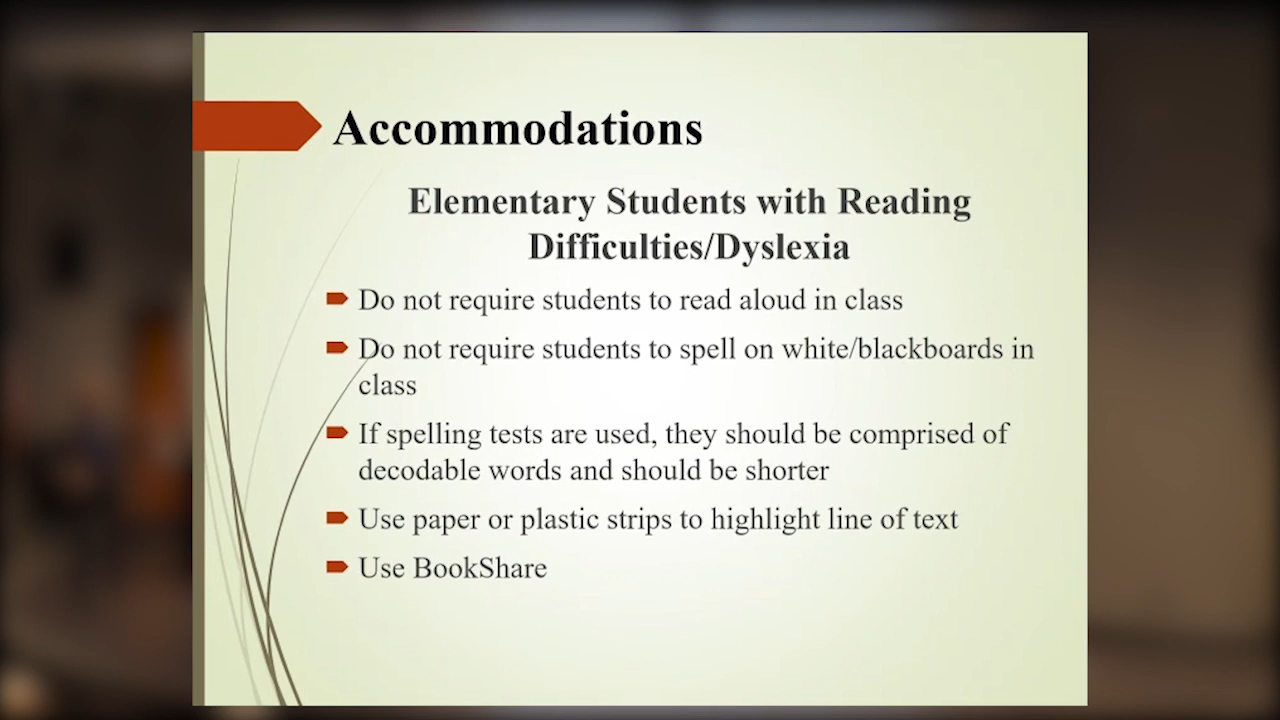 Accommodations
Elementary Students with Reading
Difficulties/Dyslexia
Do not require students to read aloud in class
Do not require students to spell on white/blackboards in
class
If spelling tests are used, they should be comprised of
decodable words and should be shorter
Use paper or plastic strips to highlight line of text
Use BookShare